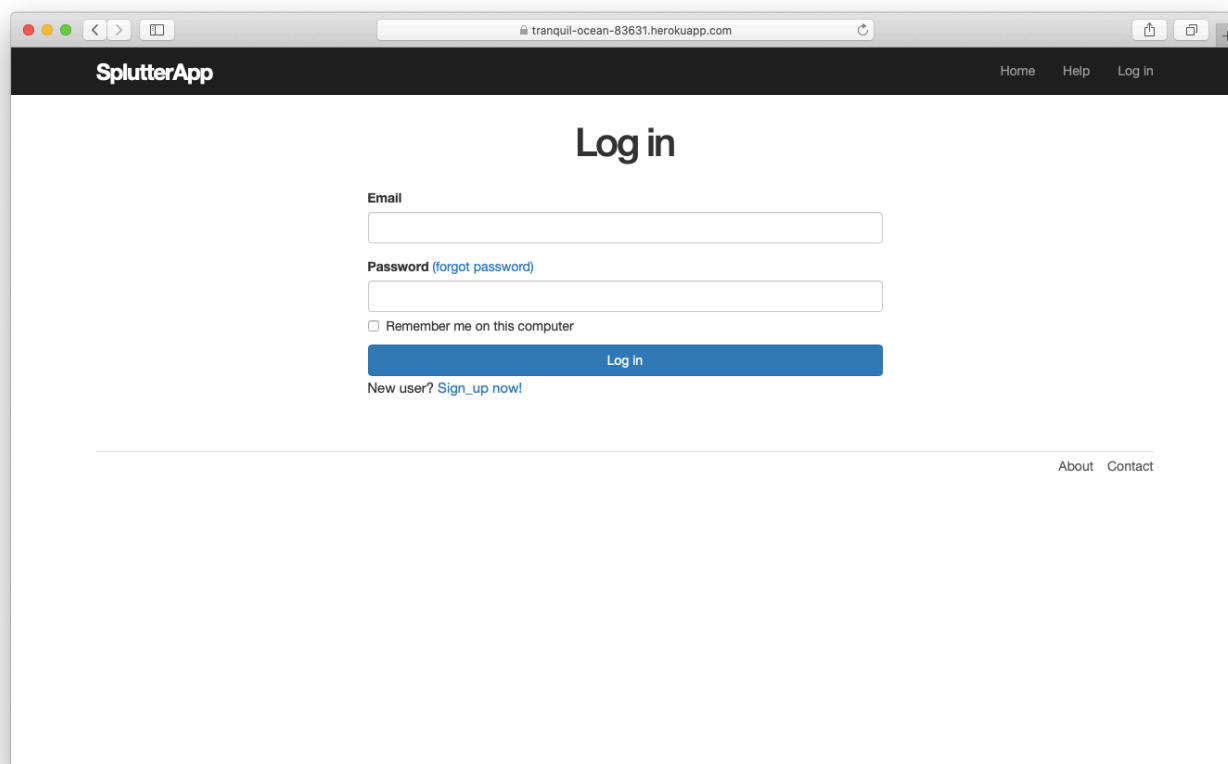 tranquil-ocean-83631.herokuapp.com
SplutterApp Home Help Log in
Log in
Email
Password (forgot password)
Remember me on this computer
Log in
New user? Sign_up now!
About Contact